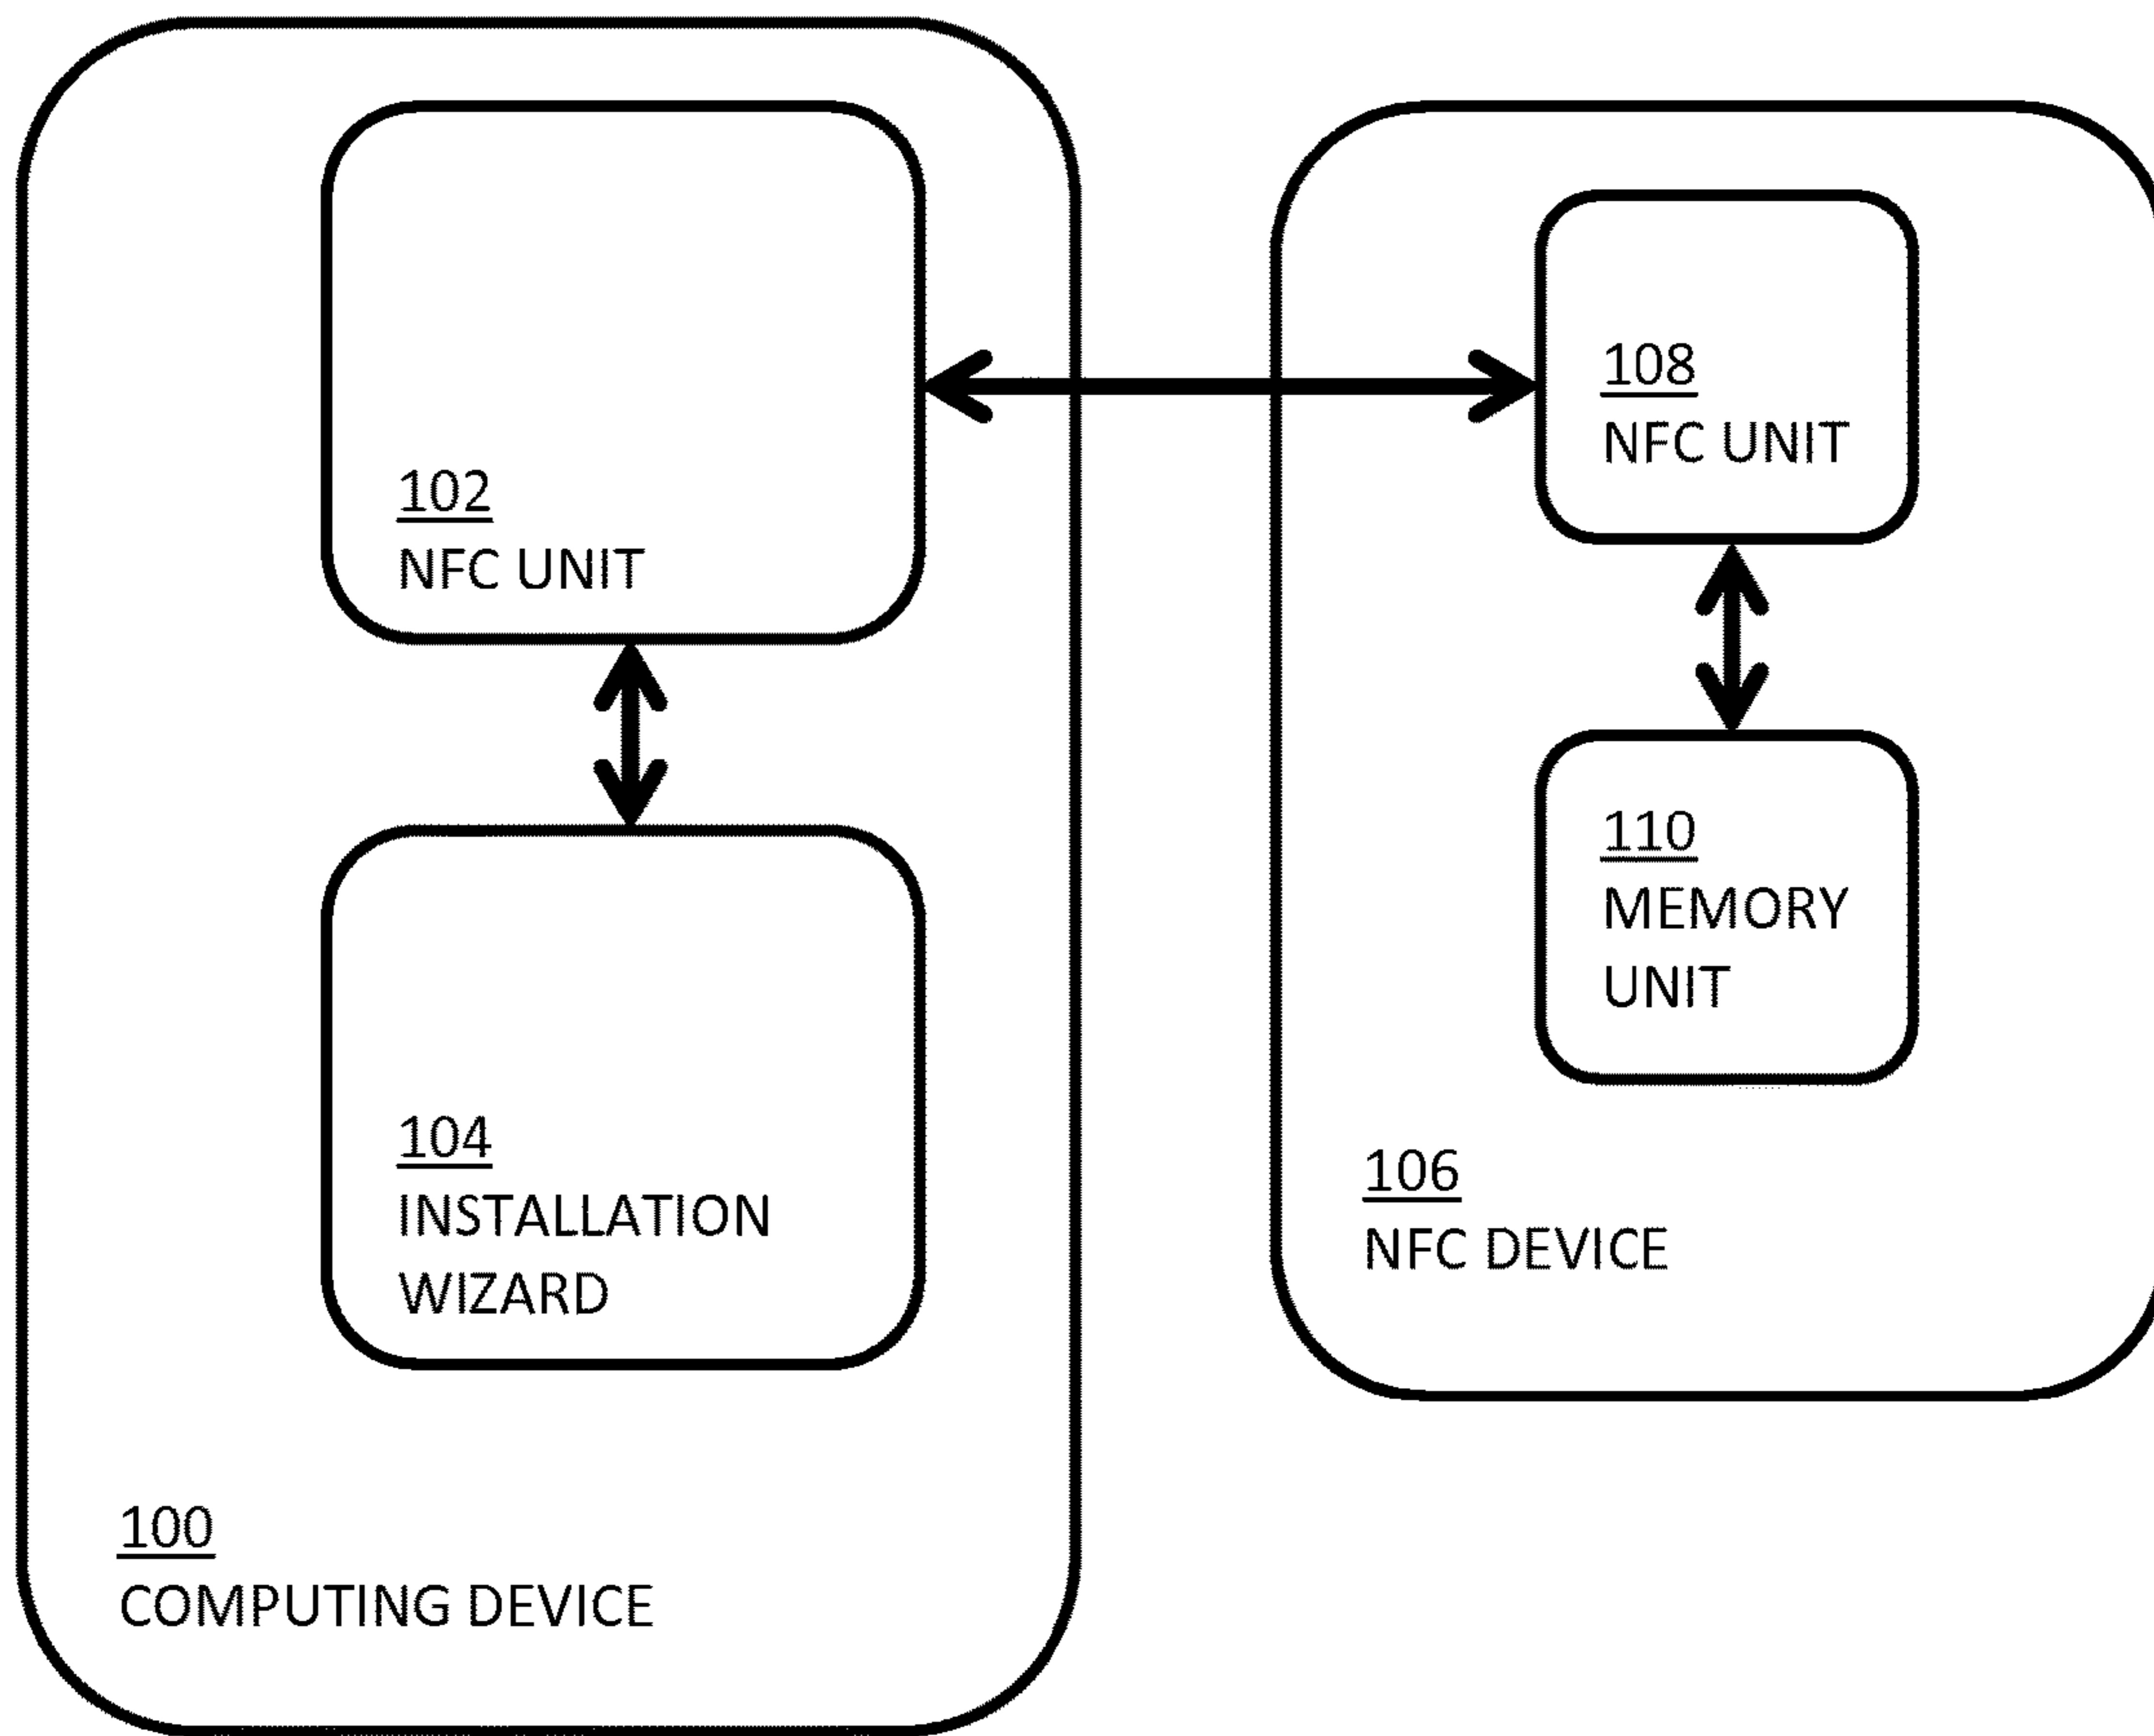 102
NFC UNIT
104
INSTALLATION
WIZARD
100
COMPUTING DEVICE
108
NFC UNIT
110
MEMORY
UNIT
106
NFC DEVICE